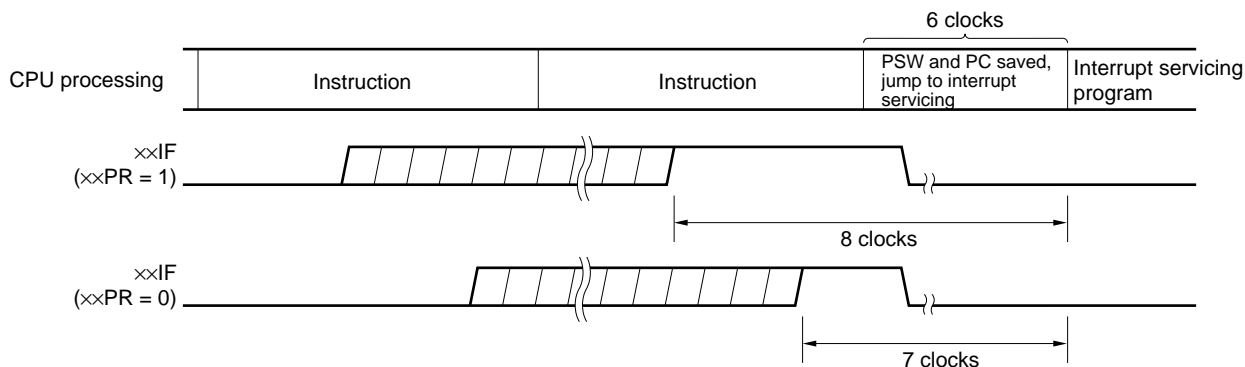 6 clocks
CPU processing
Instruction
Instruction
PSW and PC saved,
jump to interrupt
servicing
Interrupt servicing
program
××IF
(××PR = 1)
8 clocks
××IF
(××PR = 0)
7 clocks